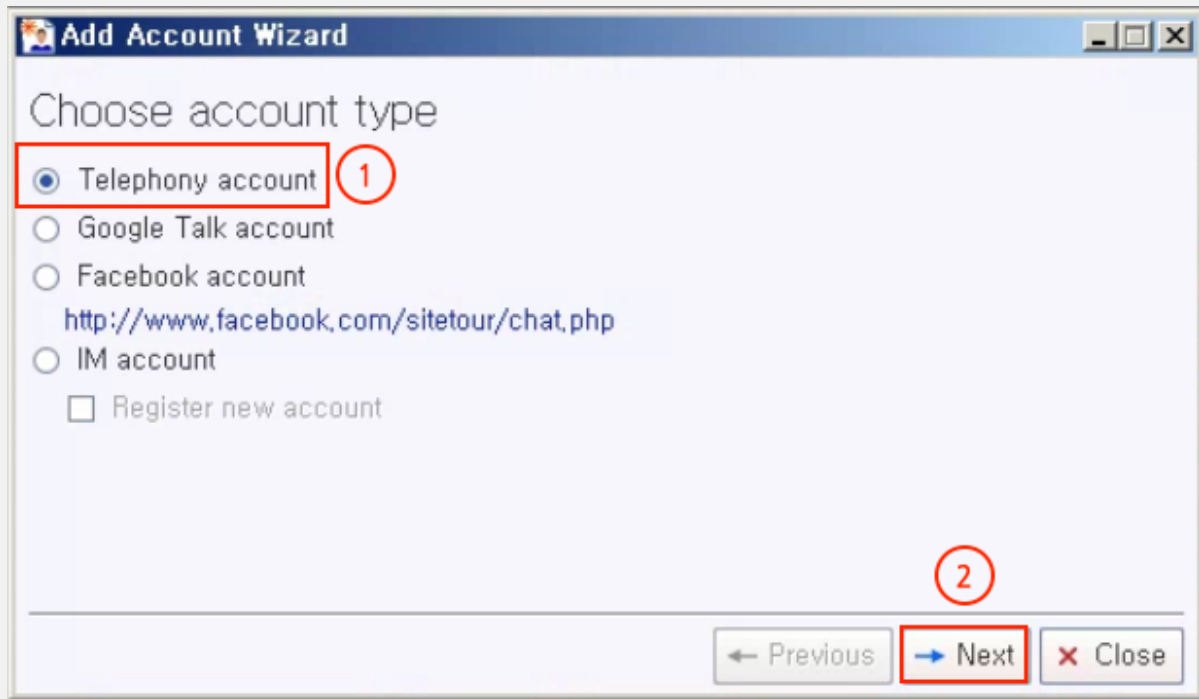 Add Account Wizard
Choose account type
Telephony account
1
Google Talk account
Facebook account
http://www.facebook.com/sitetour/chat.php
IM account
Register new account
2
Previous
Next
Close